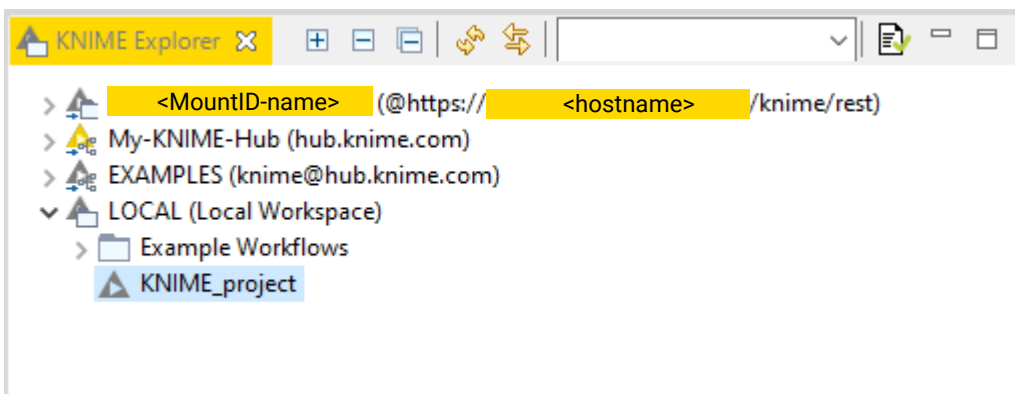 KNIME Explorer
<MountID-name> (@https:// <hostname> /knime/rest)
My-KNIME-Hub (hub.knime.com)
EXAMPLES (knime@hub.knime.com)
LOCAL (Local Workspace)
Example Workflows
KNIME_project